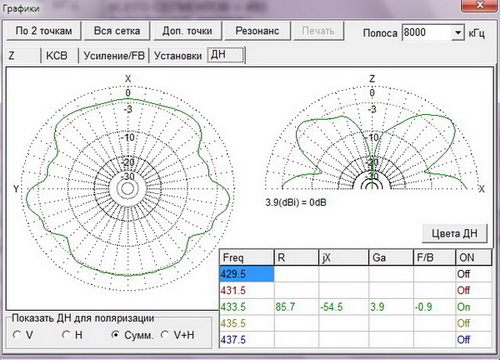 Графики
По 2 точкам Вся сетка Доп. точки Резонанс Печать Полоса 8000 кГц
Z КСВ Усиление/FB Установки ДН
X
0
-3
-10
-20
-30
Y
Z
0
-3
-10
-20
-30
X
3.9(dBi) = 0dB
Цвета ДН
Freq R jX Ga F/B ON
429.5 Off
431.5 Off
433.5 85.7 -54.5 3.9 -0.9 On
435.5 Off
437.5 Off
Показать ДН для поляризации
V H Сумм. V+H